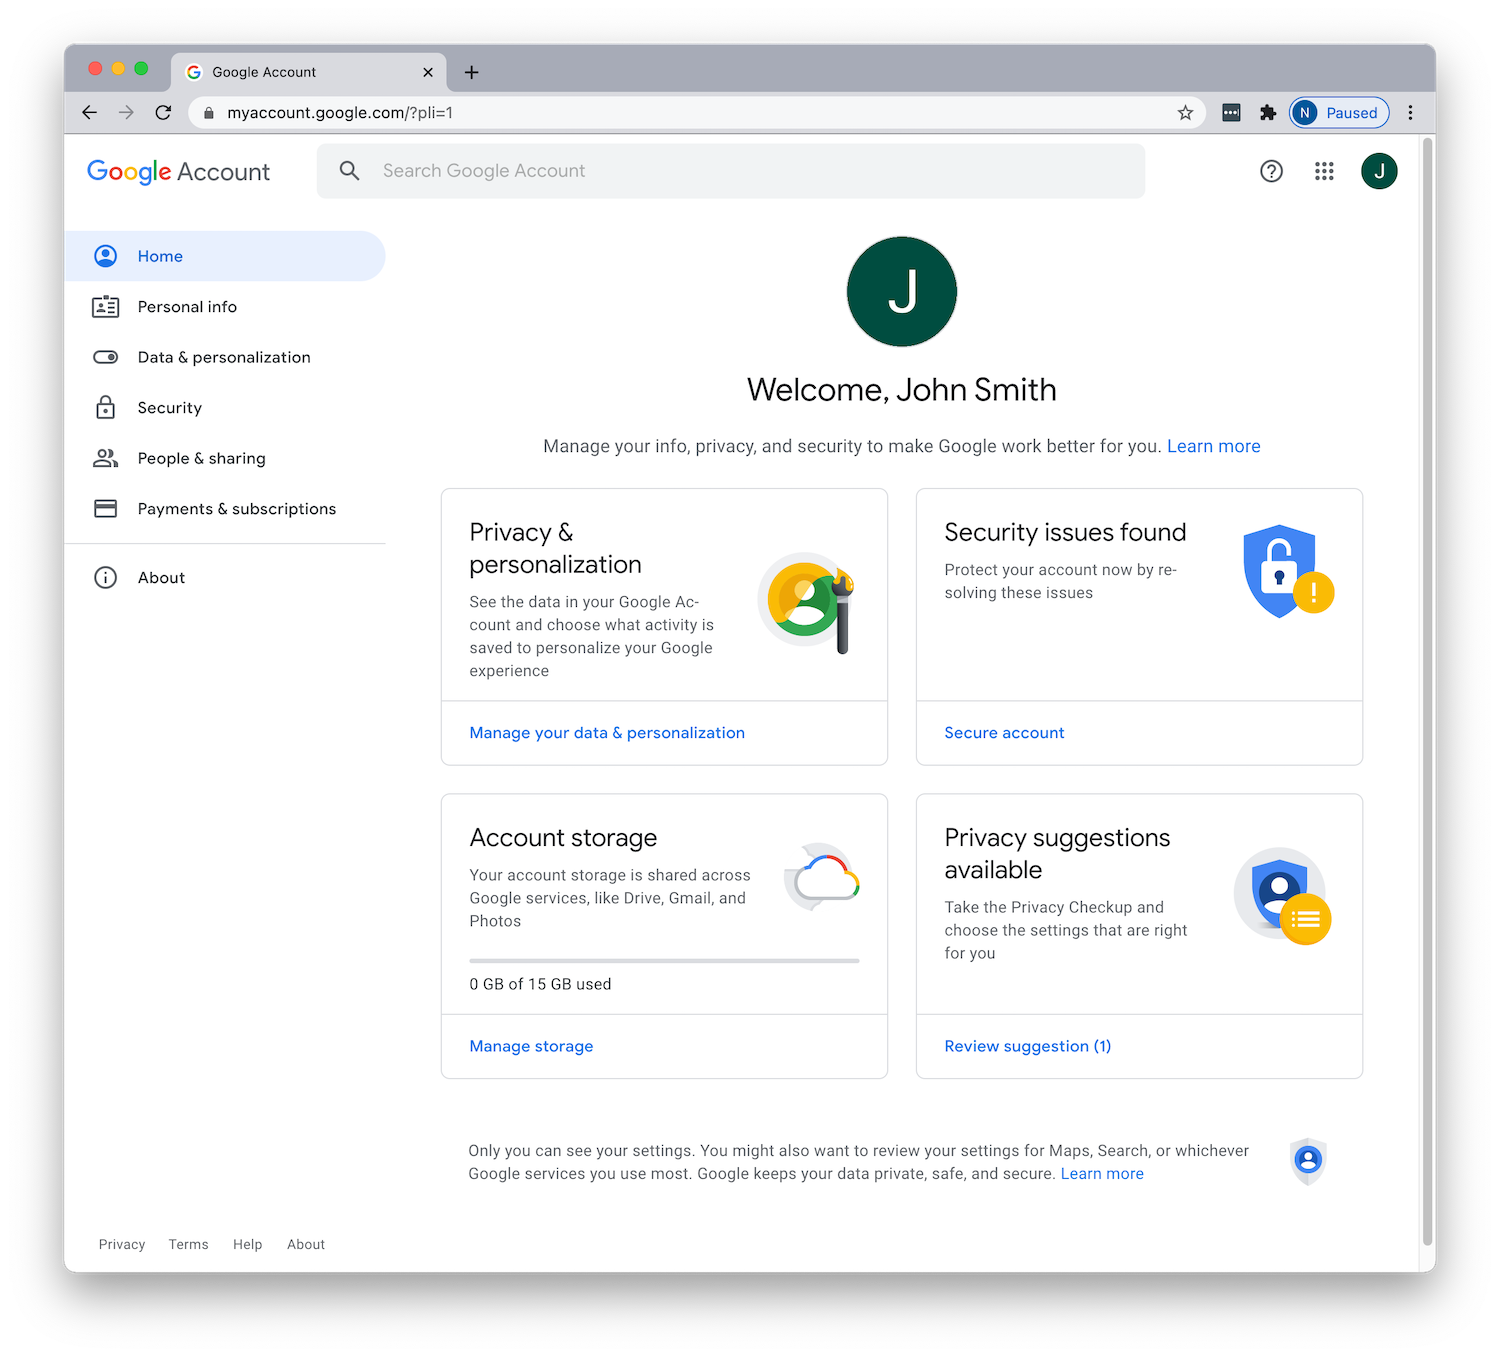 Google Account
myaccount.google.com/?pli=1
N Paused
Google Account
Search Google Account
J
Home
Personal info
Data & personalization
Security
People & sharing
Payments & subscriptions
About
J
Welcome, John Smith
Manage your info, privacy, and security to make Google work better for you. Learn more
Privacy &
personalization
See the data in your Google Ac-
count and choose what activity is
saved to personalize your Google
experience
Manage your data & personalization
Security issues found
Protect your account now by re-
solving these issues
Secure account
Account storage
Your account storage is shared across
Google services, like Drive, Gmail, and
Photos
0 GB of 15 GB used
Manage storage
Privacy suggestions
available
Take the Privacy Checkup and
choose the settings that are right
for you
Review suggestion (1)
Only you can see your settings. You might also want to review your settings for Maps, Search, or whichever
Google services you use most. Google keeps your data private, safe, and secure. Learn more
Privacy Terms Help About